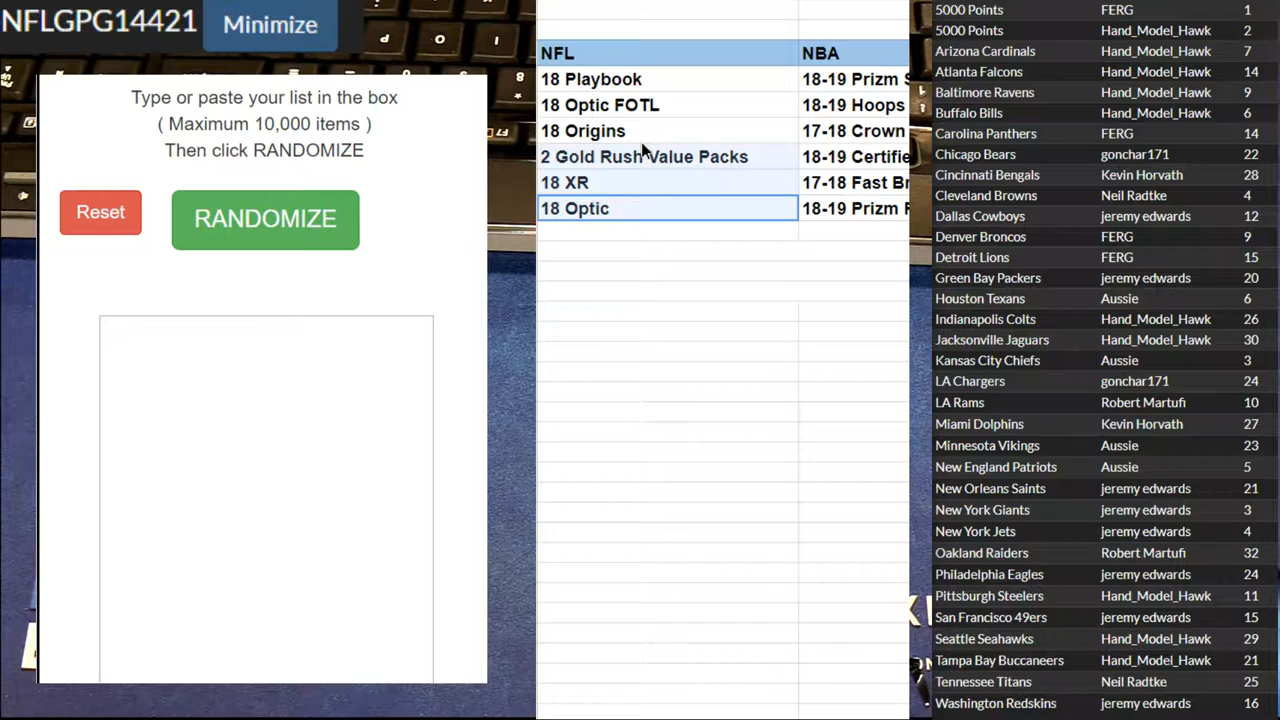 NFLGPG14421
Minimize
Type or paste your list in the box
( Maximum 10,000 items )
Then click RANDOMIZE
Reset
RANDOMIZE
NFL NBA
18 Playbook 18-19 Prizm S
18 Optic FOTL 18-19 Hoops
18 Origins 17-18 Crown
2 Gold Rush Value Packs 18-19 Certifie
18 XR 17-18 Fast Br
18 Optic 18-19 Prizm F
5000 Points FERG 1
5000 Points Hand_Model_Hawk 2
Arizona Cardinals Hand_Model_Hawk 7
Atlanta Falcons Hand_Model_Hawk 14
Baltimore Ravens Hand_Model_Hawk 9
Buffalo Bills Hand_Model_Hawk 6
Carolina Panthers FERG 14
Chicago Bears gonchar171 22
Cincinnati Bengals Kevin Horvath 28
Cleveland Browns Neil Radtke 4
Dallas Cowboys jeremy edwards 12
Denver Broncos FERG 9
Detroit Lions FERG 15
Green Bay Packers jeremy edwards 20
Houston Texans Aussie 6
Indianapolis Colts Hand_Model_Hawk 26
Jacksonville Jaguars Hand_Model_Hawk 30
Kansas City Chiefs Aussie 3
LA Chargers gonchar171 24
LA Rams Robert Martufi 10
Miami Dolphins Kevin Horvath 27
Minnesota Vikings Aussie 23
New England Patriots Aussie 5
New Orleans Saints jeremy edwards 21
New York Giants jeremy edwards 3
New York Jets jeremy edwards 4
Oakland Raiders Robert Martufi 32
Philadelphia Eagles jeremy edwards 24
Pittsburgh Steelers Hand_Model_Hawk 11
San Francisco 49ers jeremy edwards 15
Seattle Seahawks Hand_Model_Hawk 29
Tampa Bay Buccaneers Hand_Model_Hawk 21
Tennessee Titans Neil Radtke 25
Washington Redskins jeremy edwards 16